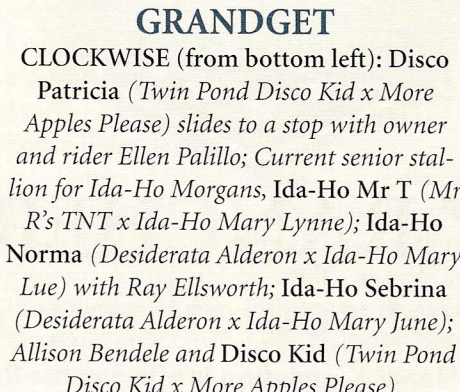 GRANDGET
CLOCKWISE (from bottom left): Disco
Patricia (Twin Pond Disco Kid x More
Apples Please) slides to a stop with owner
and rider Ellen Palillo; Current senior stal-
lion for Ida-Ho Morgans, Ida-Ho Mr T (Mr
R's TNT x Ida-Ho Mary Lynne); Ida-Ho
Norma (Desiderata Alderon x Ida-Ho Mary
Lue) with Ray Ellsworth; Ida-Ho Sebrina
(Desiderata Alderon x Ida-Ho Mary June);
Allison Bendele and Disco Kid (Twin Pond
Disco Kid x More Apples Please)